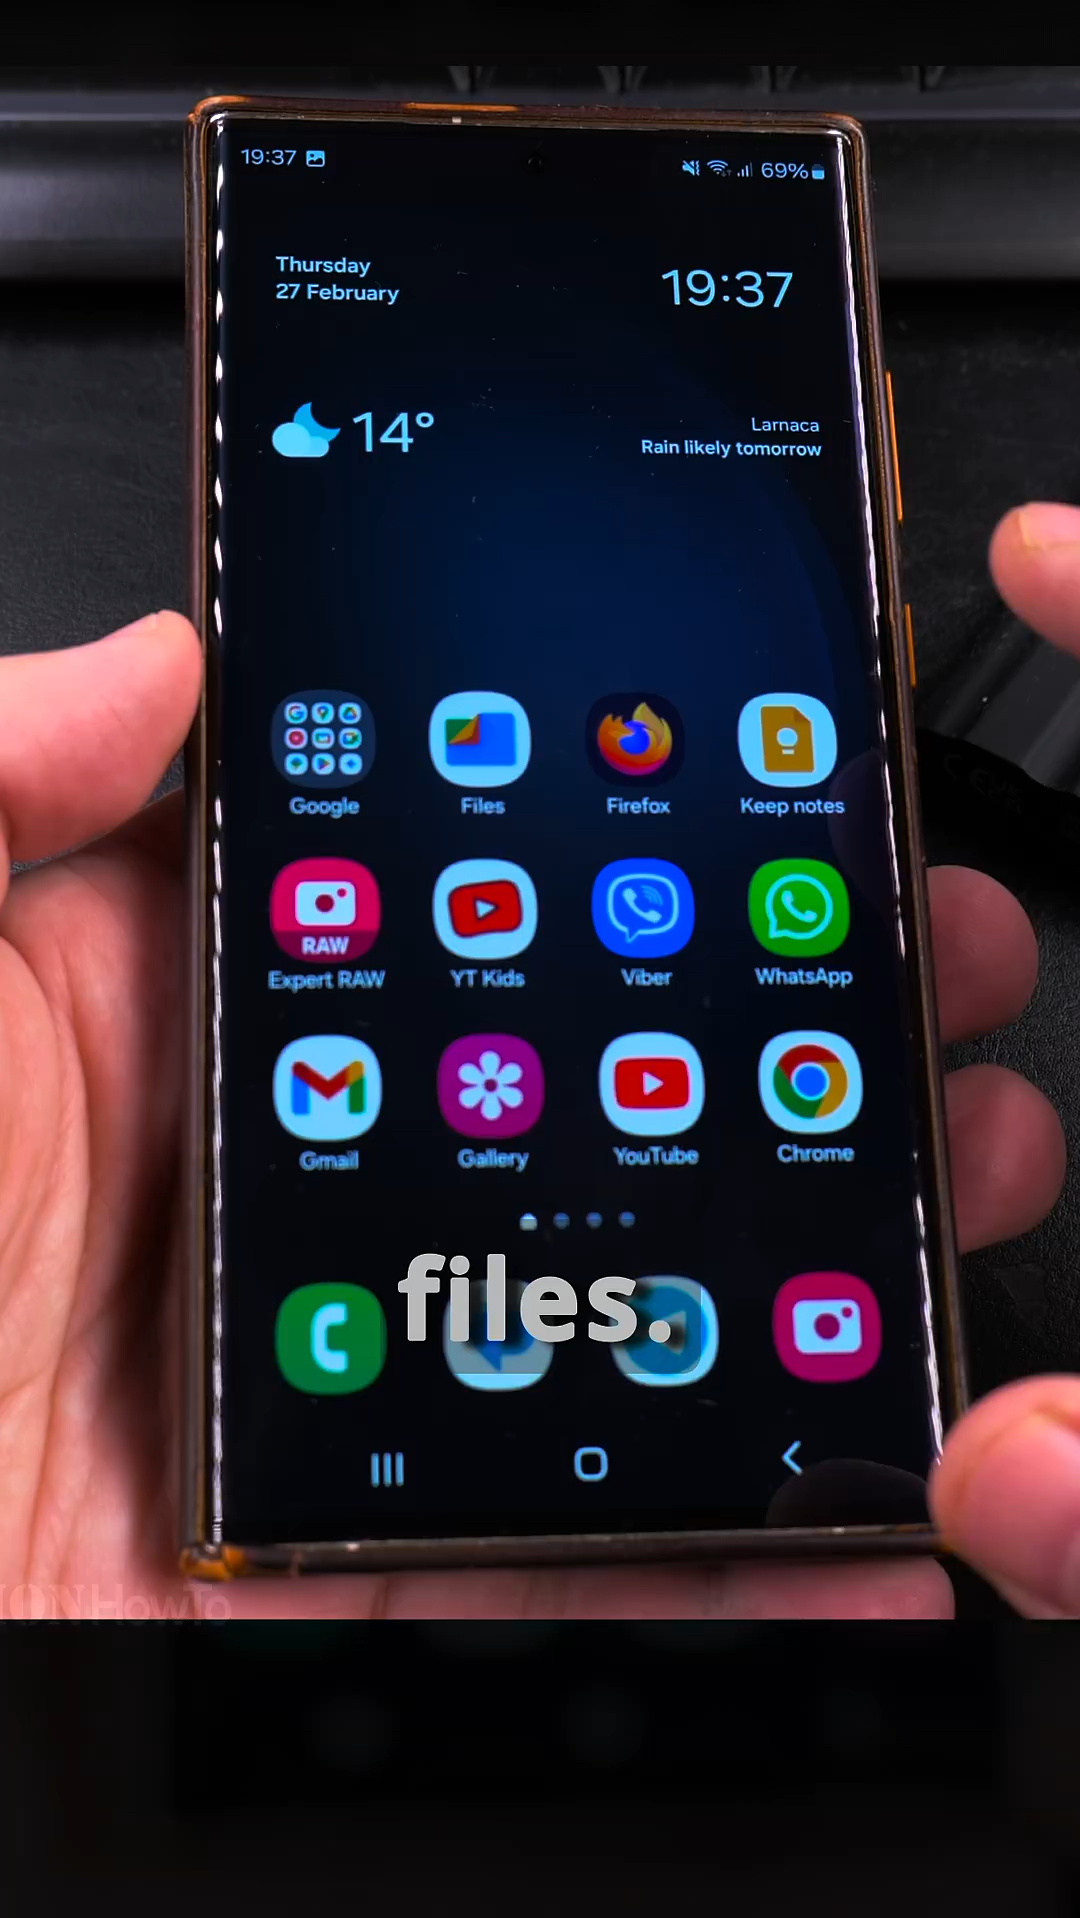 19:37
69%
Thursday
27 February
19:37
14°
Larnaca
Rain likely tomorrow
Google
Files
Firefox
Keep notes
RAW
Expert RAW
YT Kids
Viber
WhatsApp
Gmail
Gallery
YouTube
Chrome
files.
HowTo